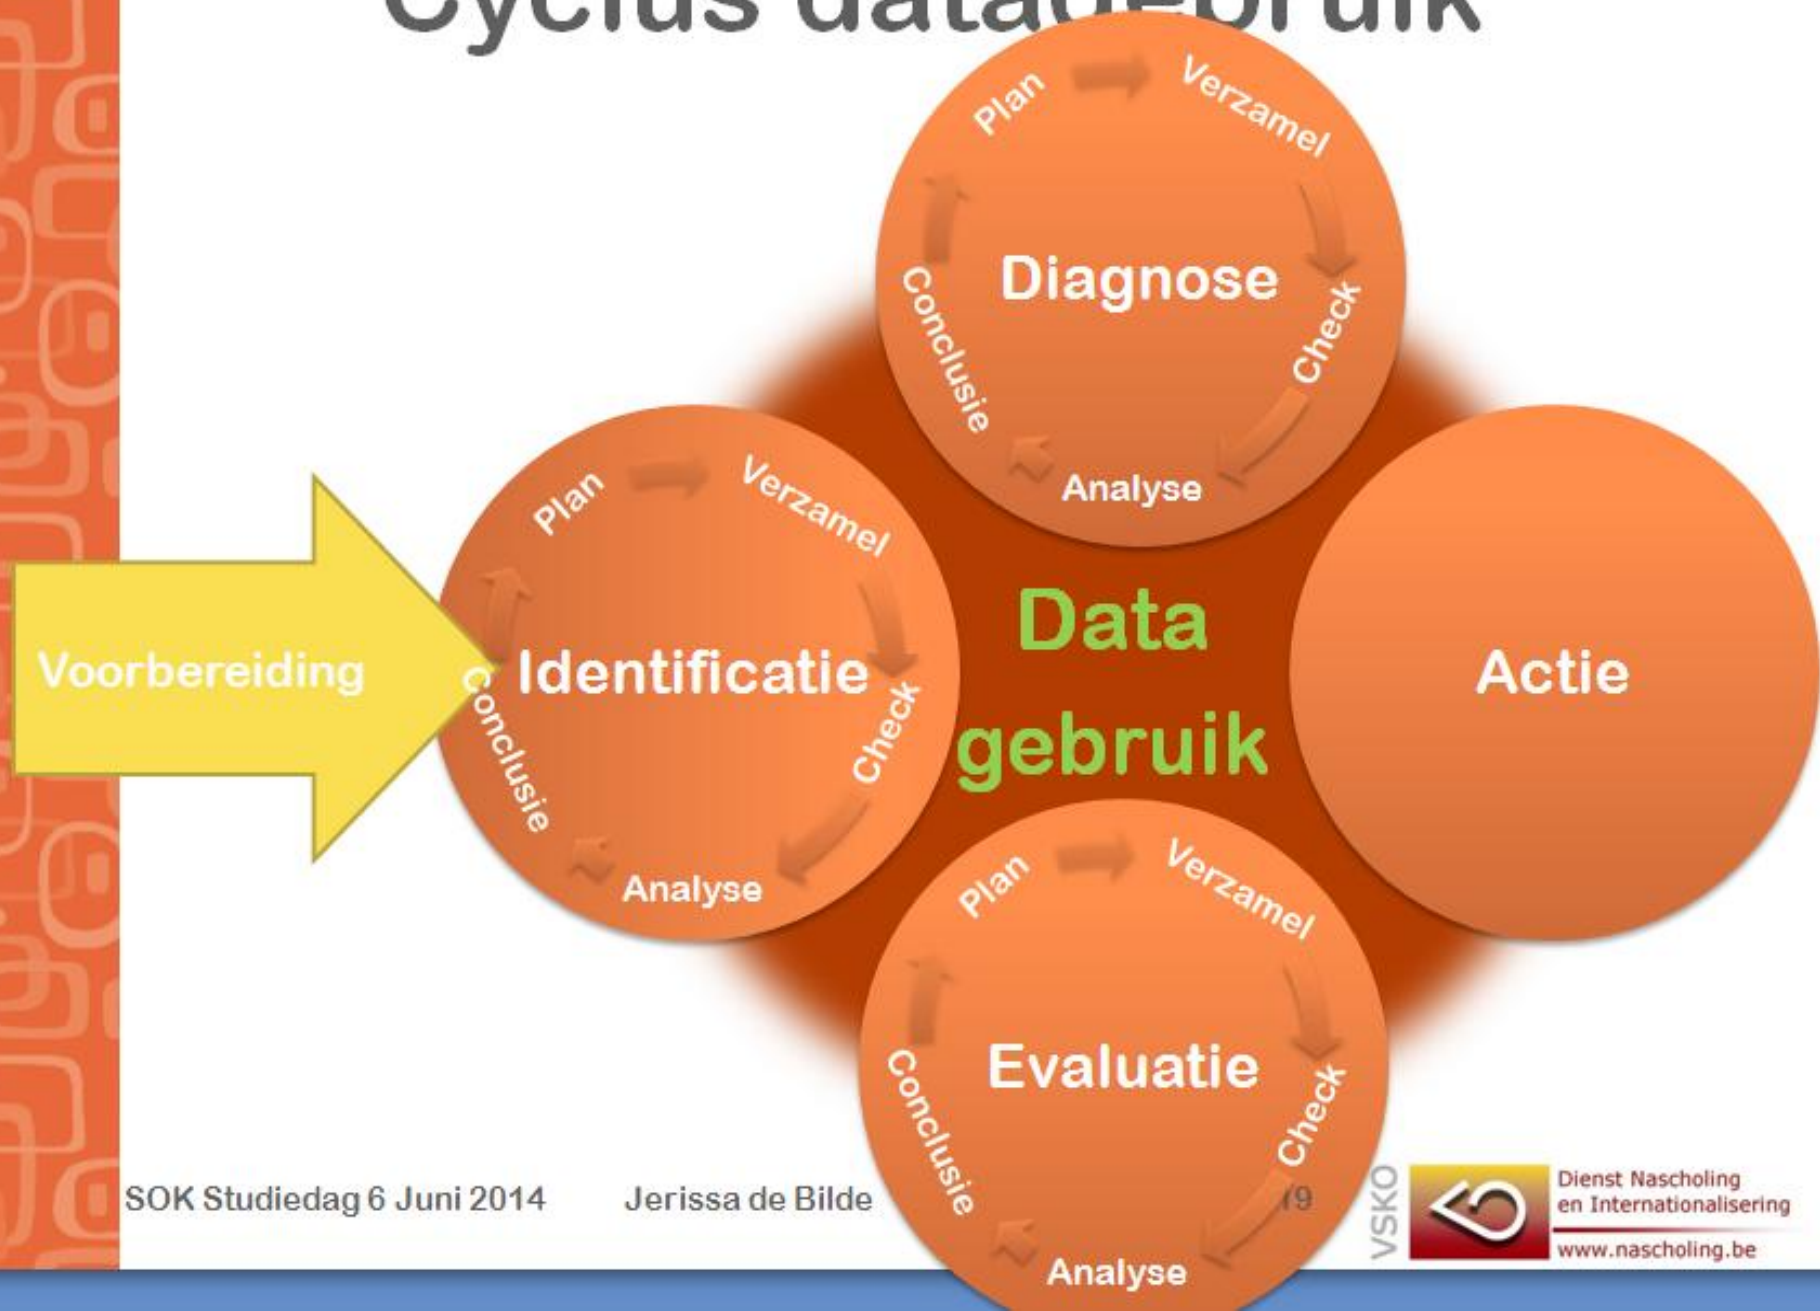 Cyclus datagebruik
Plan
Verzamel
Check
Analyse
Conclusie
Diagnose
Voorbereiding
Plan
Verzamel
Check
Analyse
Conclusie
Identificatie
Data
gebruik
Actie
Plan
Verzamel
Check
Analyse
Conclusie
Evaluatie
SOK Studiedag 6 Juni 2014
Jerissa de Bilde
VSKO
Dienst Nascholing
en Internationalisering
www.nascholing.be